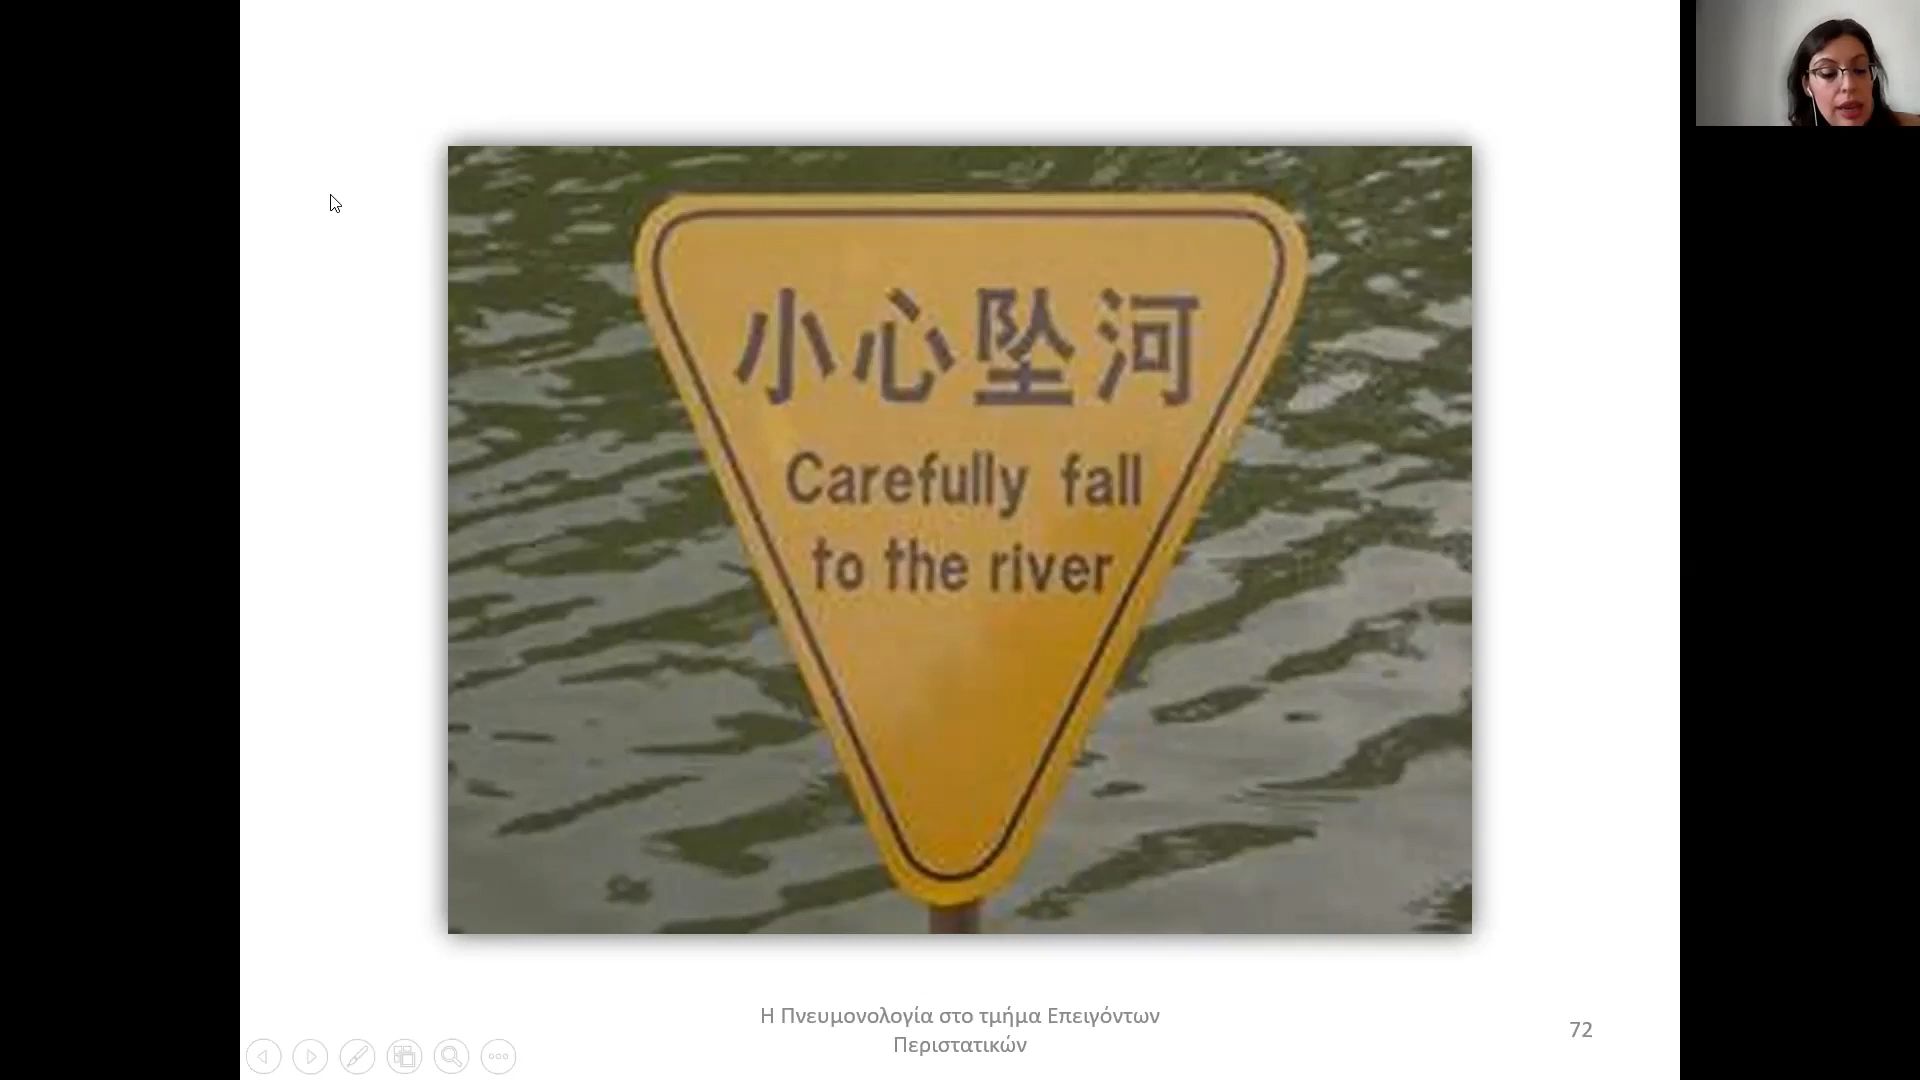 小心坠河
Carefully fall
to the river
Η Πνευμονολογία στο τμήμα Επειγόντων
Περιστατικών
72